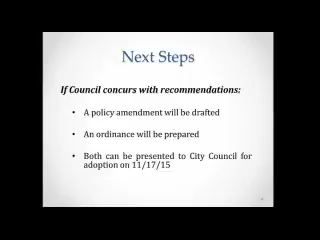 Next Steps
If Council concurs with recommendations:
• A policy amendment will be drafted
• An ordinance will be prepared
• Both can be presented to City Council for
adoption on 11/17/15